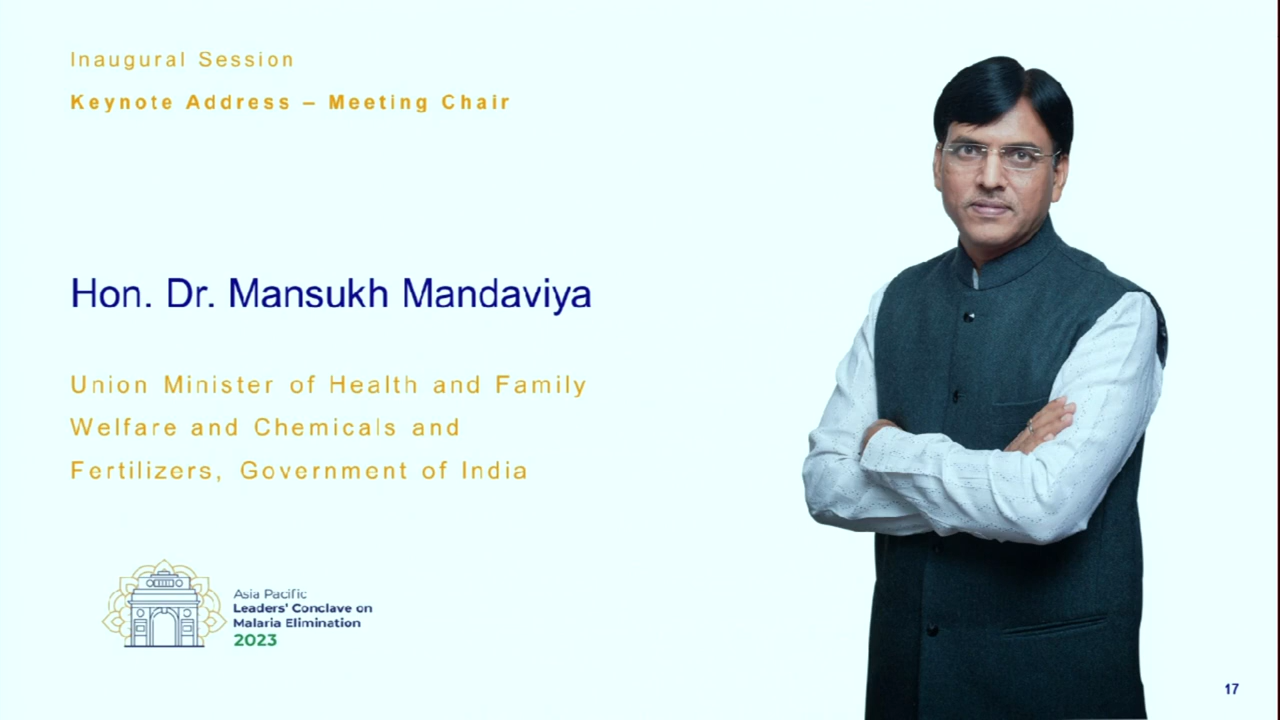 Inaugural Session
Keynote Address – Meeting Chair
Hon. Dr. Mansukh Mandaviya
Union Minister of Health and Family
Welfare and Chemicals and
Fertilizers, Government of India
Asia Pacific
Leaders' Conclave on
Malaria Elimination
2023
17